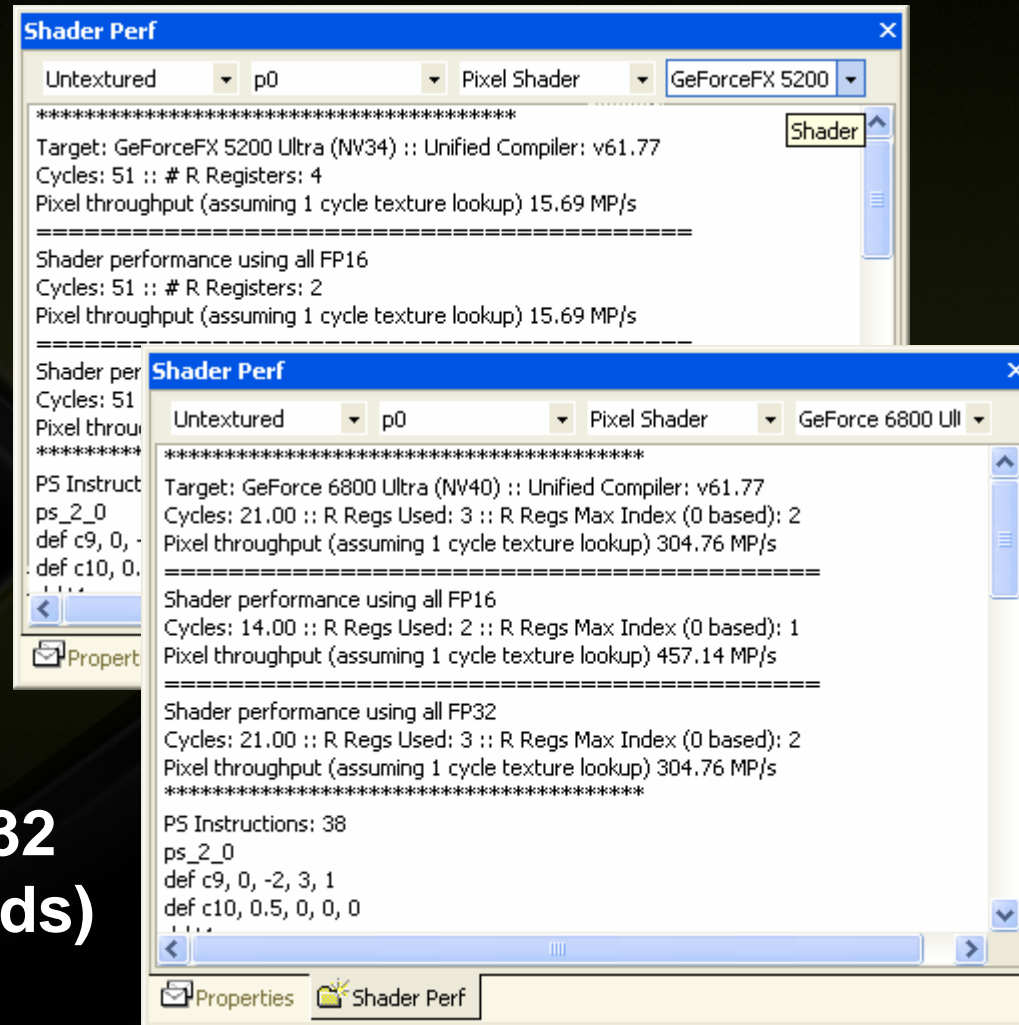 Shader Perf
Untextured p0 Pixel Shader GeForceFX 5200
****************************************
Shader
Target: GeForceFX 5200 Ultra (NV34) :: Unified Compiler: v61.77
Cycles: 51 :: # R Registers: 4
Pixel throughput (assuming 1 cycle texture lookup) 15.69 MP/s
==========================================
Shader performance using all FP16
Cycles: 51 :: # R Registers: 2
Pixel throughput (assuming 1 cycle texture lookup) 15.69 MP/s
==========================================
Shader per
Cycles: 51
Pixel throu
*********
PS Instruct
ps_2_0
def c9, 0, -
def c10, 0.
Propert
Shader Perf
Untextured p0 Pixel Shader GeForce 6800 Ul
****************************************
Target: GeForce 6800 Ultra (NV40) :: Unified Compiler: v61.77
Cycles: 21.00 :: R Regs Used: 3 :: R Regs Max Index (0 based): 2
Pixel throughput (assuming 1 cycle texture lookup) 304.76 MP/s
==========================================
Shader performance using all FP16
Cycles: 14.00 :: R Regs Used: 2 :: R Regs Max Index (0 based): 1
Pixel throughput (assuming 1 cycle texture lookup) 457.14 MP/s
==========================================
Shader performance using all FP32
Cycles: 21.00 :: R Regs Used: 3 :: R Regs Max Index (0 based): 2
Pixel throughput (assuming 1 cycle texture lookup) 304.76 MP/s
****************************************
PS Instructions: 38
ps_2_0
def c9, 0, -2, 3, 1
def c10, 0.5, 0, 0, 0
Properties Shader Perf
32
ds)